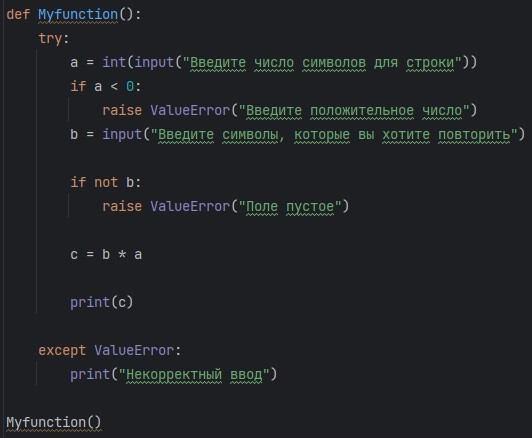 def Myfunction():
    try:
        a = int(input("Введите число символов для строки"))
        if a < 0:
            raise ValueError("Введите положительное число")
        b = input("Введите символы, которые вы хотите повторить")
        if not b:
            raise ValueError("Поле пустое")
        c = b * a
        print(c)
    except ValueError:
        print("Некорректный ввод")
Myfunction()